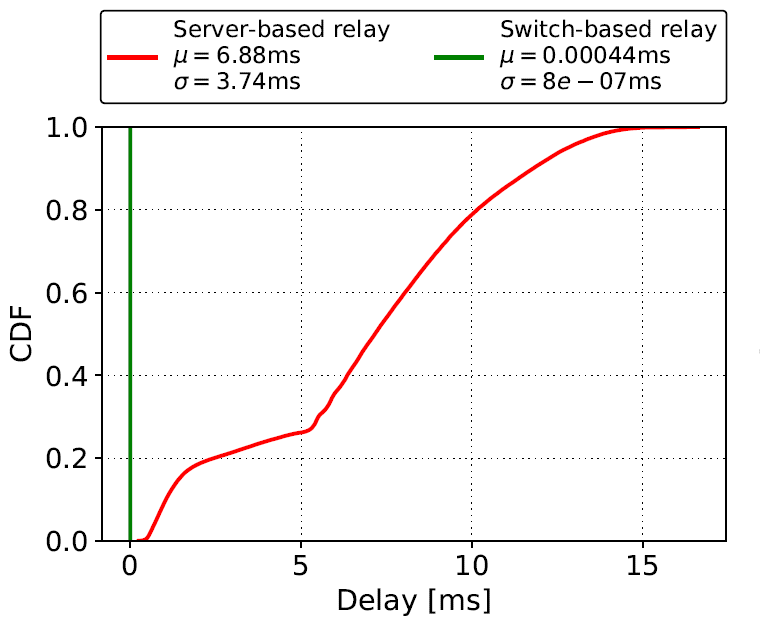 Server-based relay
μ = 6.88ms
σ = 3.74ms
Switch-based relay
μ = 0.00044ms
σ = 8e − 07ms
1.0
0.8
0.6
0.4
0.2
0.0
CDF
0
5
10
15
Delay [ms]